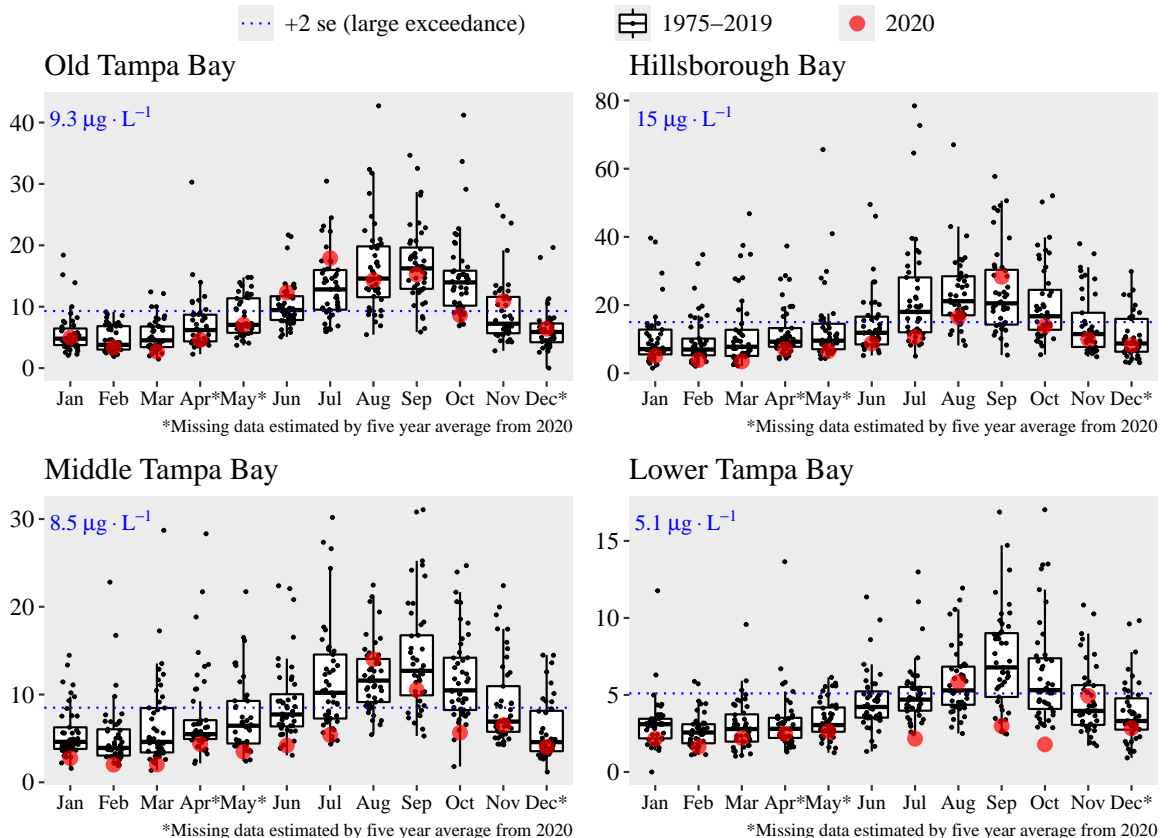 +2 se (large exceedance) 1975–2019 2020
Old Tampa Bay
9.3 μg · L⁻¹
40
30
20
10
0
Jan Feb Mar Apr* May* Jun Jul Aug Sep Oct Nov Dec*
*Missing data estimated by five year average from 2020
Hillsborough Bay
15 μg · L⁻¹
80
60
40
20
0
Jan Feb Mar Apr* May* Jun Jul Aug Sep Oct Nov Dec*
*Missing data estimated by five year average from 2020
Middle Tampa Bay
8.5 μg · L⁻¹
30
20
10
0
Jan Feb Mar Apr* May* Jun Jul Aug Sep Oct Nov Dec*
*Missing data estimated by five year average from 2020
Lower Tampa Bay
5.1 μg · L⁻¹
15
10
5
0
Jan Feb Mar Apr* May* Jun Jul Aug Sep Oct Nov Dec*
*Missing data estimated by five year average from 2020